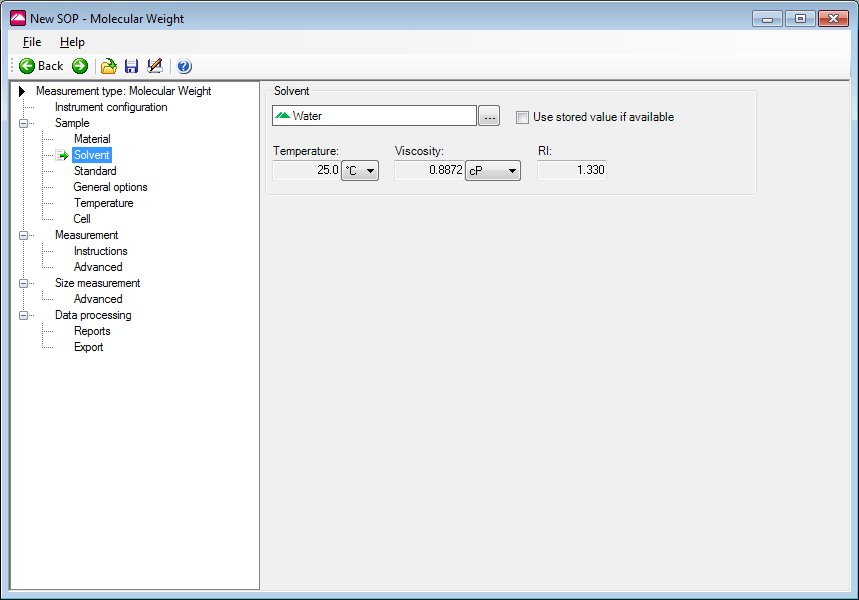 New SOP - Molecular Weight
File Help
Back
Measurement type: Molecular Weight
Instrument configuration
Sample
Material
Solvent
Standard
General options
Temperature
Cell
Measurement
Instructions
Advanced
Size measurement
Advanced
Data processing
Reports
Export
Solvent
Water ... Use stored value if available
Temperature: Viscosity: RI:
25.0 °C 0.8872 cP 1.330